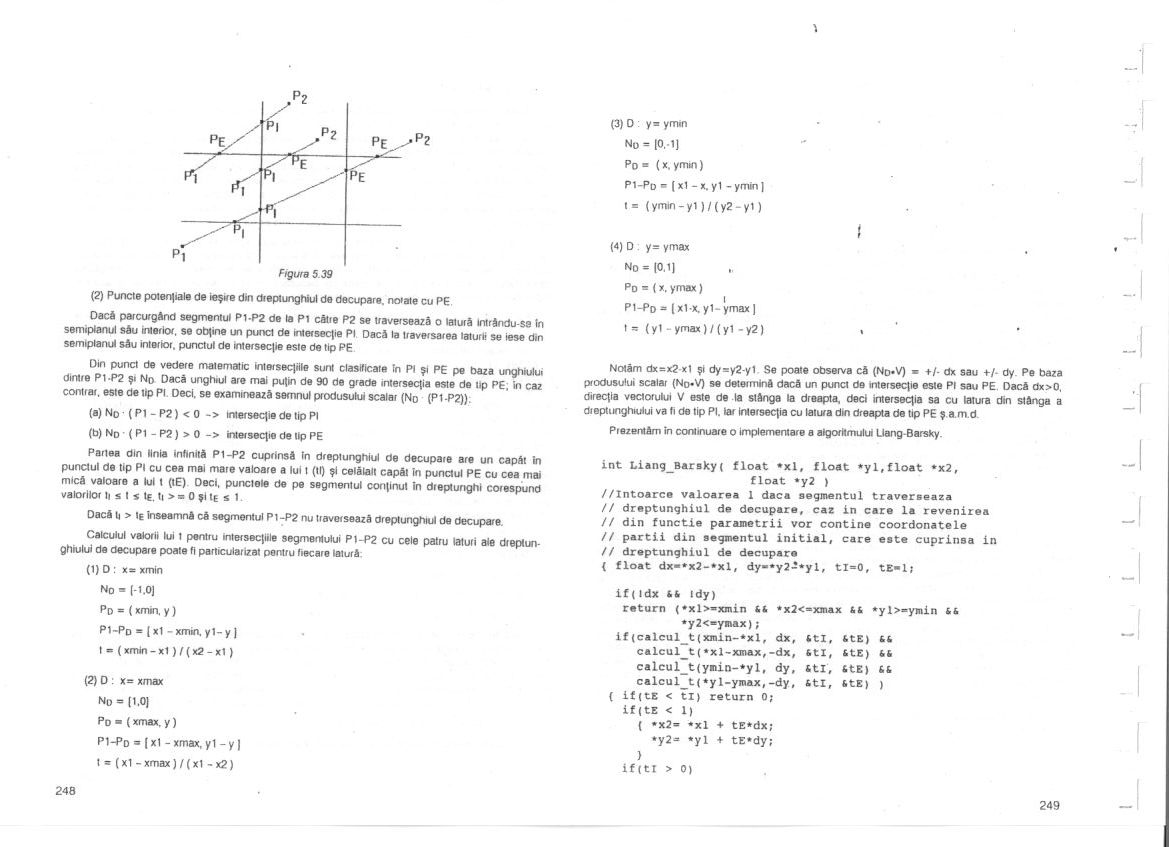 P2
PI
PE
P2
PE
P2
PE
P1
PI
P1
PE
PI
PI
P1
Figura 5.39
(2) Puncte potențiale de ieșire din dreptunghiul de decupare, notate cu PE.
Dacă parcurgând segmentul P1-P2 de la P1 către P2 se traversează o latură intrându-se în
semiplanul său interior, se obține un punct de intersecție PI. Dacă la traversarea laturii se iese din
semiplanul său interior, punctul de intersecție este de tip PE.
Din punct de vedere matematic intersecțiile sunt clasificate în PI și PE pe baza unghiului
dintre P1-P2 și ND. Dacă unghiul are mai puțin de 90 de grade intersecția este de tip PE; în caz
contrar, este de tip PI. Deci, se examinează semnul produsului scalar (ND · (P1-P2)):
(a) ND · ( P1 – P2 ) < 0 –> intersecție de tip PI
(b) ND · ( P1 – P2 ) > 0 –> intersecție de tip PE
Partea din linia infinită P1–P2 cuprinsă în dreptunghiul de decupare are un capăt în
punctul de tip PI cu cea mai mare valoare a lui t (tI) și celălalt capăt în punctul PE cu cea mai
mică valoare a lui t (tE). Deci, punctele de pe segmentul conținut în dreptunghi corespund
valorilor tI ≤ t ≤ tE, tI >= 0 și tE ≤ 1.
Dacă tI > tE înseamnă că segmentul P1–P2 nu traversează dreptunghiul de decupare.
Calculul valorii lui t pentru intersecțiile segmentului P1–P2 cu cele patru laturi ale dreptun-
ghiului de decupare poate fi particularizat pentru fiecare latură:
(1) D : x= xmin
ND = [-1,0]
PD = ( xmin, y )
P1–PD = [ x1 – xmin, y1– y ]
t = ( xmin – x1 ) / ( x2 – x1 )
(2) D : x= xmax
ND = [1,0]
PD = ( xmax, y )
P1–PD = [ x1 – xmax, y1 – y ]
t = ( x1 – xmax ) / ( x1 – x2 )
248
(3) D : y= ymin
ND = [0,-1]
PD = ( x, ymin )
P1–PD = [ x1 – x, y1 – ymin ]
t = ( ymin – y1 ) / ( y2 – y1 )
(4) D : y= ymax
ND = [0,1]
PD = ( x, ymax )
P1–PD = [ x1-x, y1– ymax ]
t = ( y1 – ymax ) / ( y1 – y2 )
Notăm dx=x2-x1 și dy=y2-y1. Se poate observa că (ND•V) = +/- dx sau +/- dy. Pe baza
produsului scalar (ND•V) se determină dacă un punct de intersecție este PI sau PE. Dacă dx>0,
direcția vectorului V este de la stânga la dreapta, deci intersecția sa cu latura din stânga a
dreptunghiului va fi de tip PI, iar intersecția cu latura din dreapta de tip PE ș.a.m.d.
Prezentăm în continuare o implementare a algoritmului Liang-Barsky.
int Liang_Barsky( float *x1, float *y1,float *x2,
float *y2 )
//Intoarce valoarea 1 daca segmentul traverseaza
// dreptunghiul de decupare, caz in care la revenirea
// din functie parametrii vor contine coordonatele
// partii din segmentul initial, care este cuprinsa in
// dreptunghiul de decupare
{ float dx=*x2-*x1, dy=*y2-*y1, tI=0, tE=1;
if(!dx && !dy)
return (*x1>=xmin && *x2<=xmax && *y1>=ymin &&
*y2<=ymax);
if(calcul_t(xmin-*x1, dx, &tI, &tE) &&
calcul_t(*x1-xmax,-dx, &tI, &tE) &&
calcul_t(ymin-*y1, dy, &tI, &tE) &&
calcul_t(*y1-ymax,-dy, &tI, &tE) )
{ if(tE < tI) return 0;
if(tE < 1)
{ *x2= *x1 + tE*dx;
*y2= *y1 + tE*dy;
}
if(tI > 0)
249